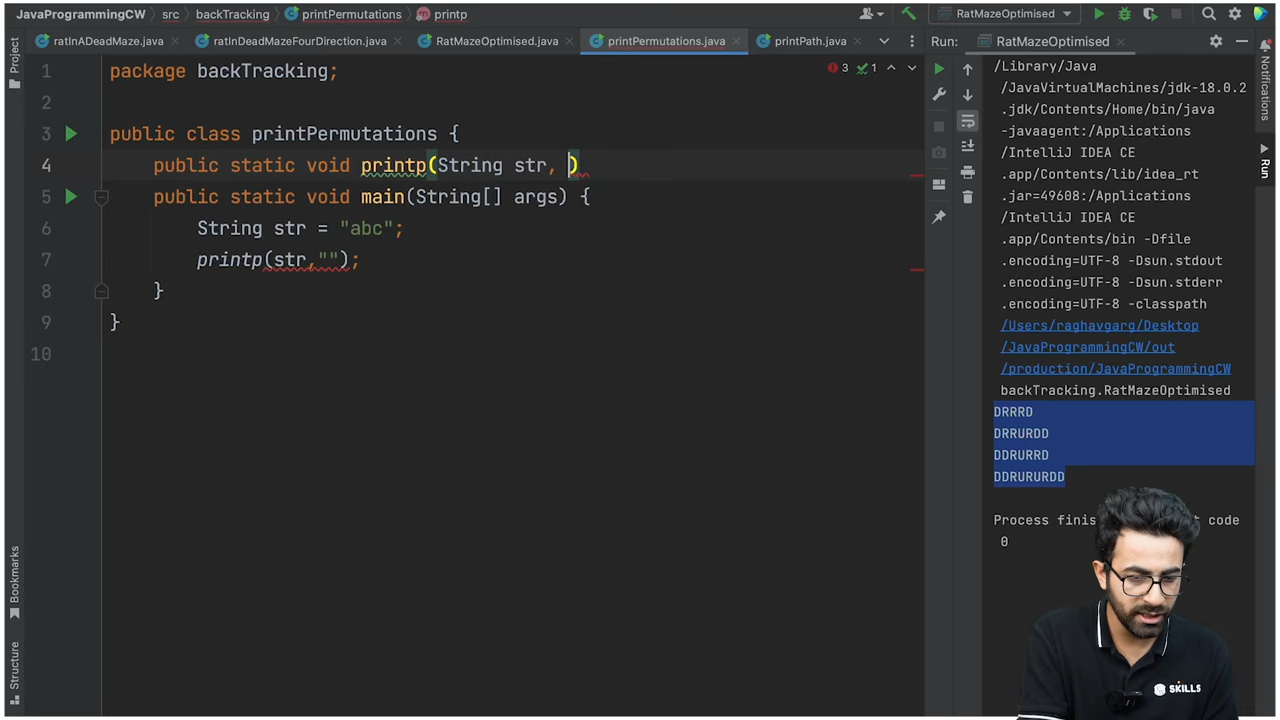 JavaProgrammingCW
src
backTracking
printPermutations
printp
RatMazeOptimised
ratInADeadMaze.java
ratInDeadMazeFourDirection.java
RatMazeOptimised.java
printPermutations.java
printPath.java
Run:
RatMazeOptimised
Project
Bookmarks
Structure
Notifications
Run
3
1
1 package backTracking;
2
3 public class printPermutations {
4 public static void printp(String str, )
5 public static void main(String[] args) {
6 String str = "abc";
7 printp(str,"");
8 }
9 }
10
/Library/Java
/JavaVirtualMachines/jdk-18.0.2
.jdk/Contents/Home/bin/java
-javaagent:/Applications
/IntelliJ IDEA CE
.app/Contents/lib/idea_rt
.jar=49608:/Applications
/IntelliJ IDEA CE
.app/Contents/bin -Dfile
.encoding=UTF-8 -Dsun.stdout
.encoding=UTF-8 -Dsun.stderr
.encoding=UTF-8 -classpath
/Users/raghavgarg/Desktop
/JavaProgrammingCW/out
/production/JavaProgrammingCW
backTracking.RatMazeOptimised
DRRRD
DRRURDD
DDRURRD
DDRURURDD
Process code
0
SKILLS